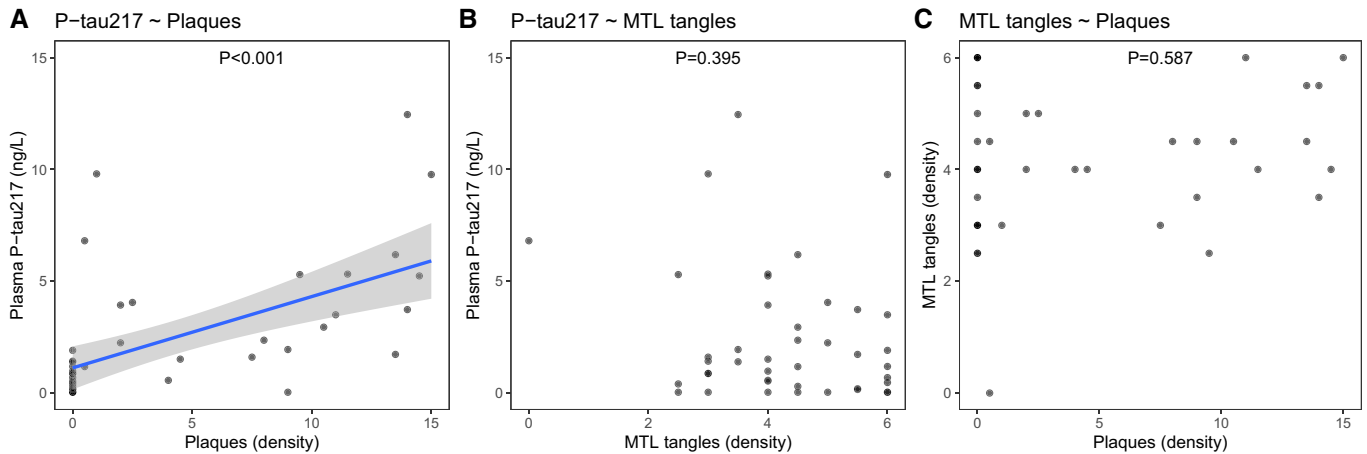 A P−tau217 ~ Plaques
P<0.001
15
10
5
0
Plasma P−tau217 (ng/L)
0 5 10 15
Plaques (density)
B P−tau217 ~ MTL tangles
P=0.395
15
10
5
0
Plasma P−tau217 (ng/L)
0 2 4 6
MTL tangles (density)
C MTL tangles ~ Plaques
P=0.587
6
4
2
0
MTL tangles (density)
0 5 10 15
Plaques (density)